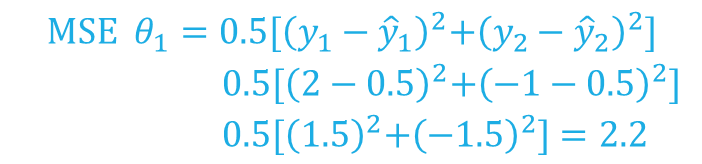 MSE θ₁ = 0.5[(y₁ − ŷ₁)²+(y₂ − ŷ₂)²]
0.5[(2 − 0.5)²+(−1 − 0.5)²]
0.5[(1.5)²+(−1.5)²] = 2.2